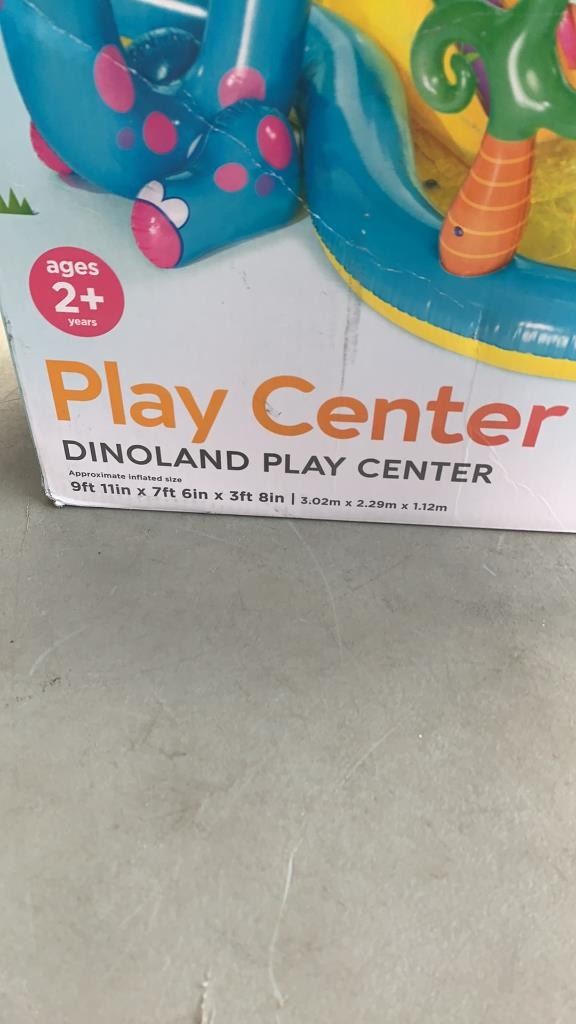 ages
2+
years
Play Center
DINOLAND PLAY CENTER
Approximate inflated size
9ft 11in x 7ft 6in x 3ft 8in | 3.02m x 2.29m x 1.12m